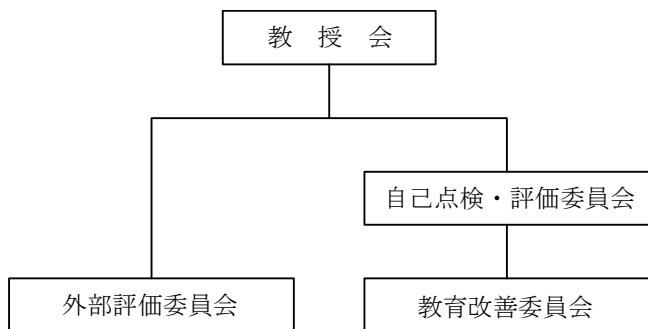 教　授　会
自己点検・評価委員会
外部評価委員会
教育改善委員会